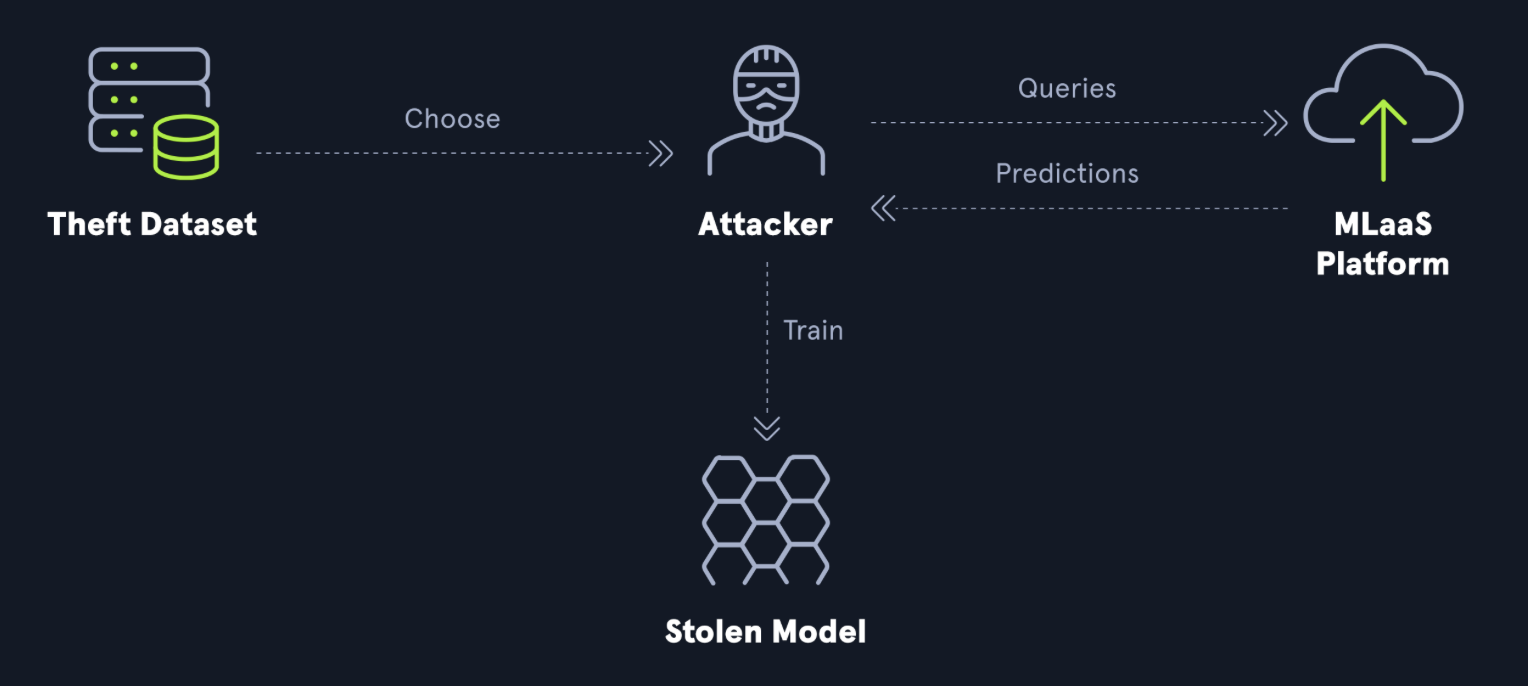 Choose
Queries
Predictions
Theft Dataset
Attacker
MLaaS
Platform
Train
Stolen Model